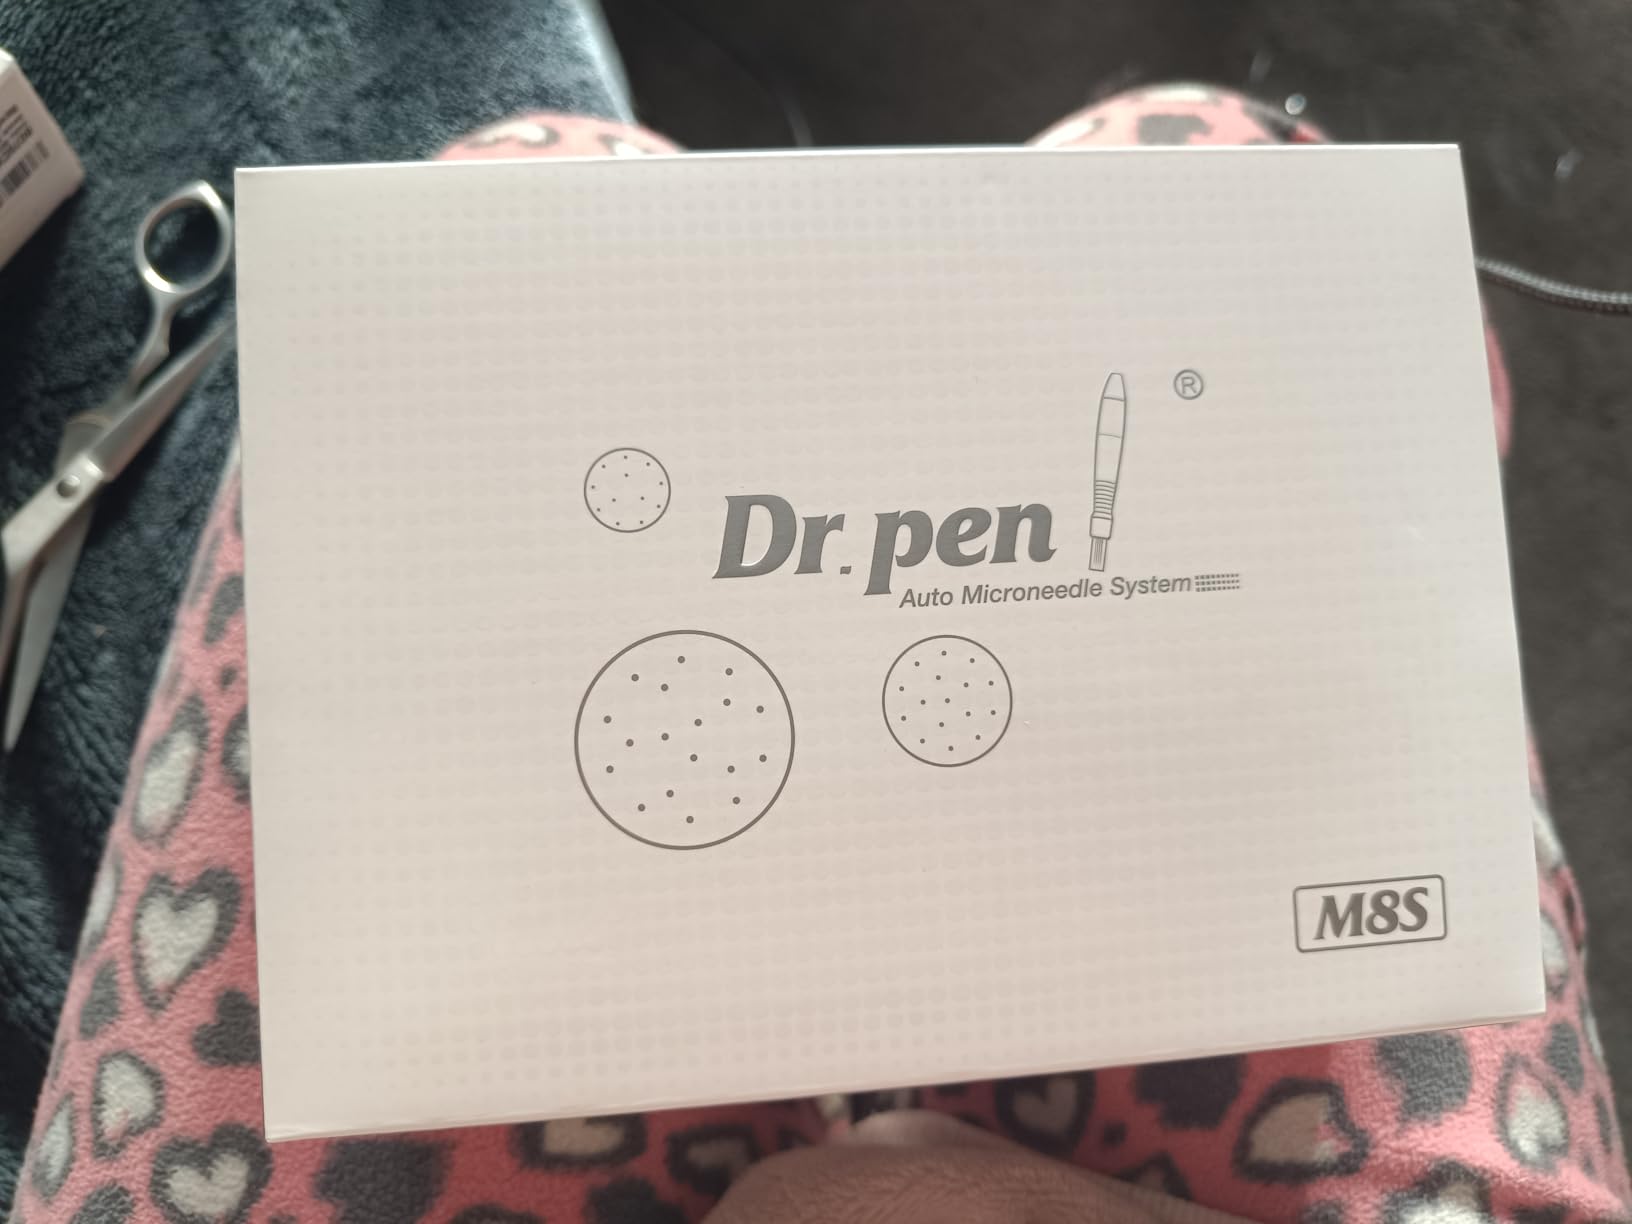 Dr. pen
®
Auto Microneedle System
M8S